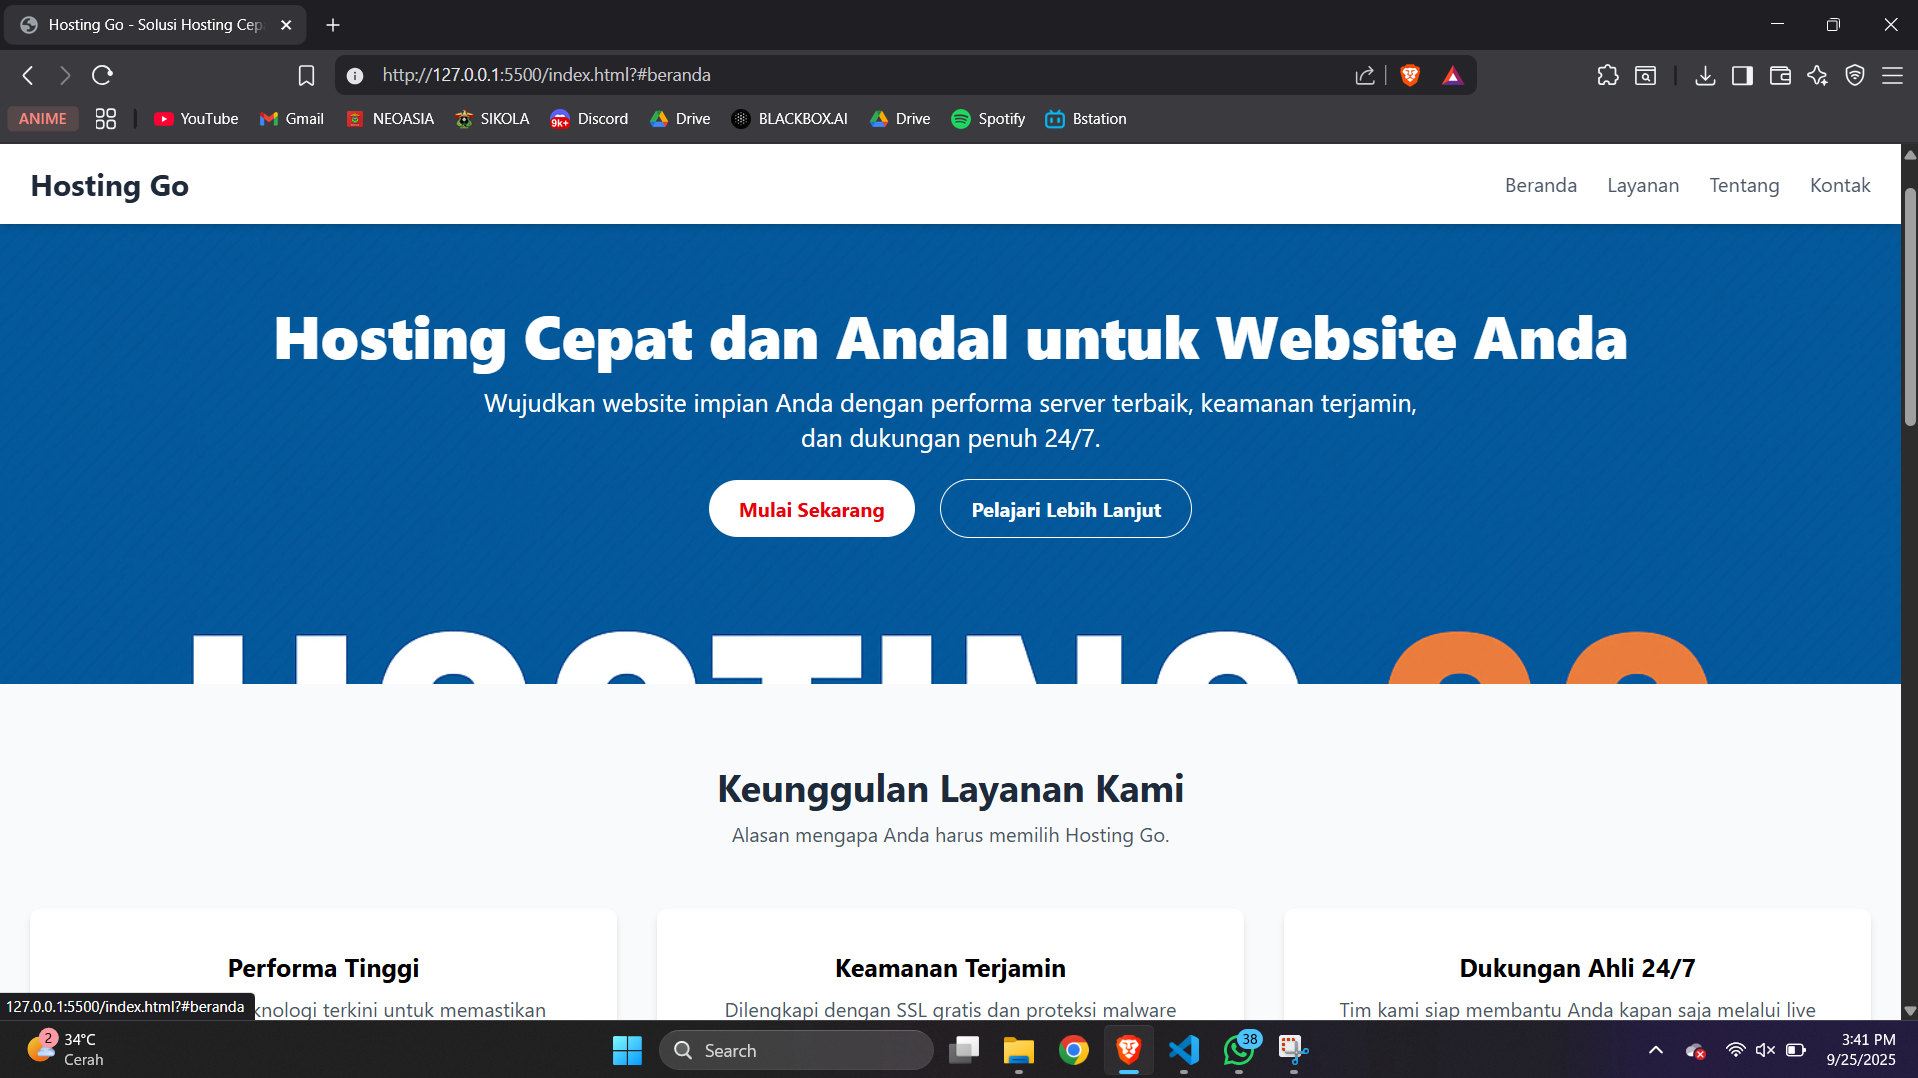 Hosting Go - Solusi Hosting Cep
http://127.0.0.1:5500/index.html?#beranda
ANIME
YouTube
Gmail
NEOASIA
SIKOLA
9k+
Discord
Drive
BLACKBOX.AI
Drive
Spotify
Bstation
Hosting Go
Beranda
Layanan
Tentang
Kontak
Hosting Cepat dan Andal untuk Website Anda
Wujudkan website impian Anda dengan performa server terbaik, keamanan terjamin,
dan dukungan penuh 24/7.
Mulai Sekarang
Pelajari Lebih Lanjut
HOSTING GO
Keunggulan Layanan Kami
Alasan mengapa Anda harus memilih Hosting Go.
Performa Tinggi
terkini untuk memastikan
Keamanan Terjamin
Dilengkapi dengan SSL gratis dan proteksi malware
Dukungan Ahli 24/7
Tim kami siap membantu Anda kapan saja melalui live
127.0.0.1:5500/index.html?#beranda
2
34°C
Cerah
Search
38
3:41 PM
9/25/2025